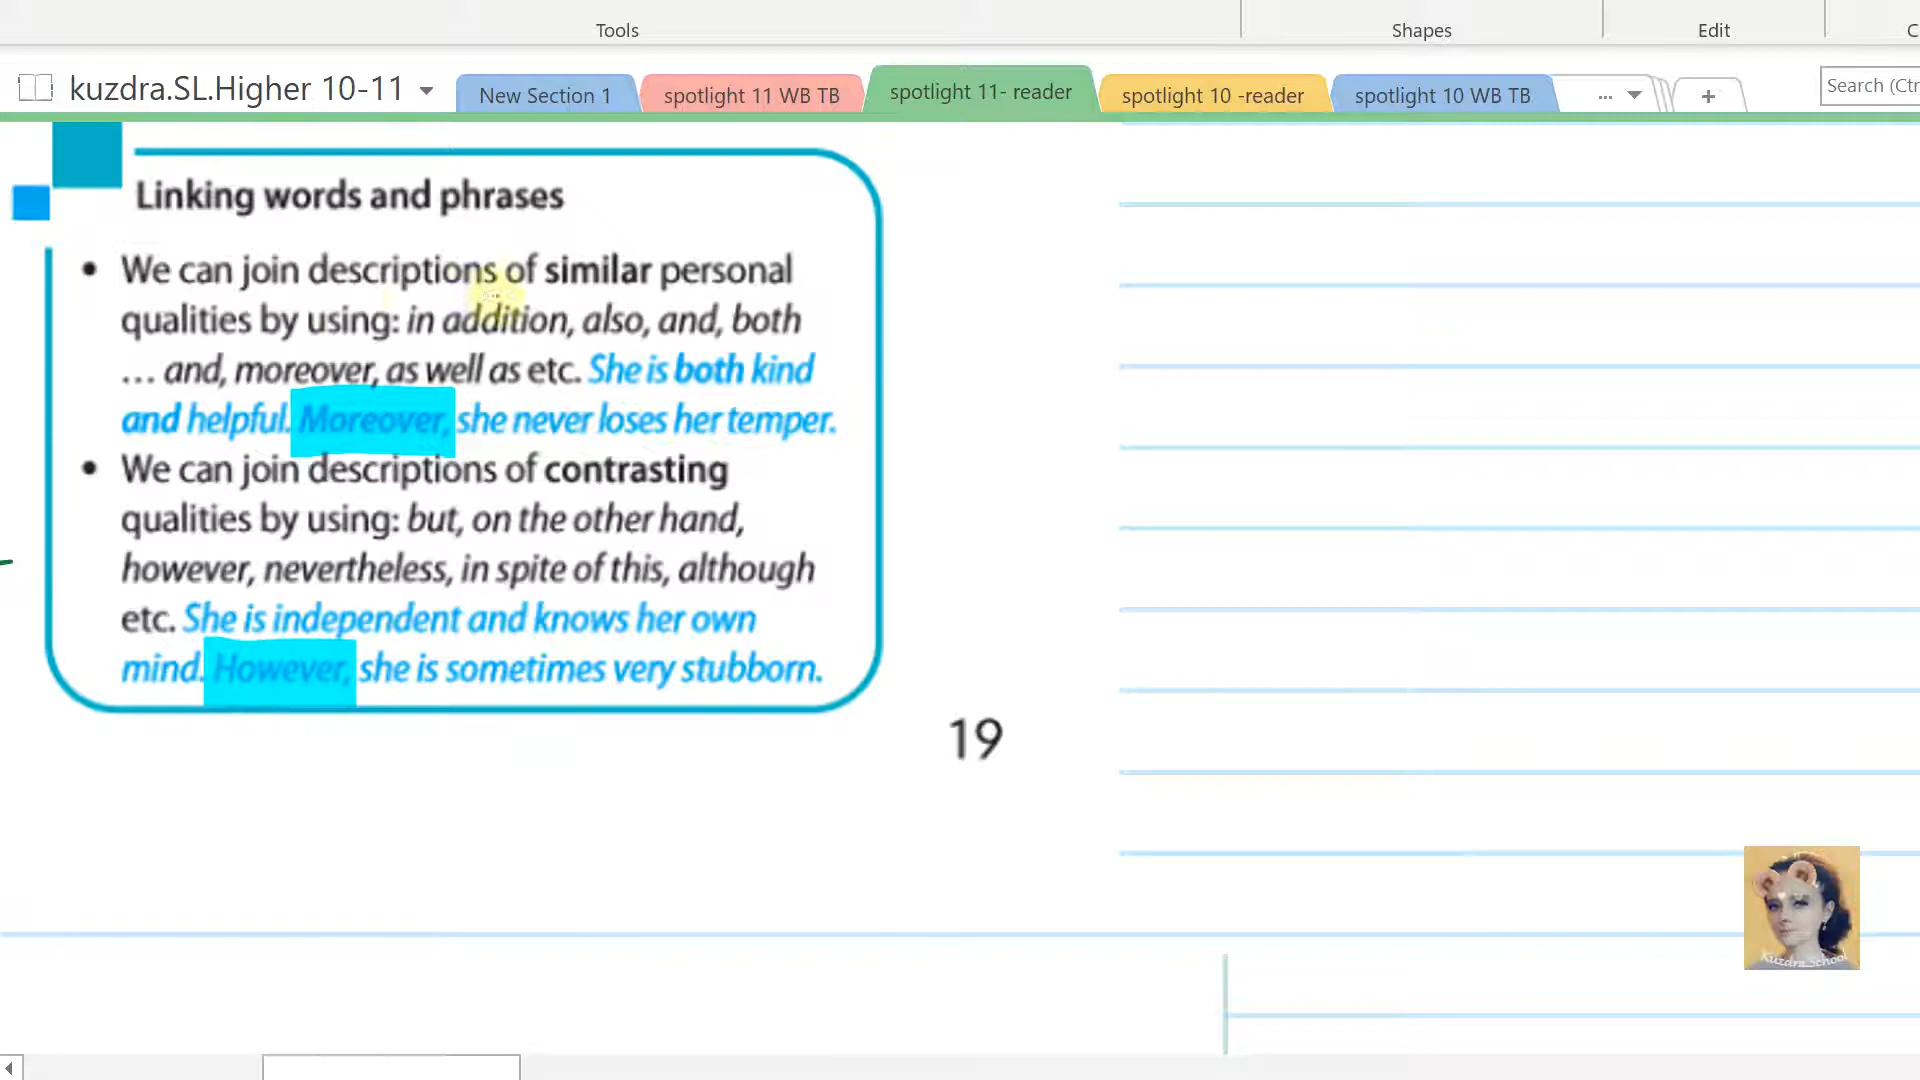 Tools
Shapes
Edit
kuzdra.SL.Higher 10-11
New Section 1
spotlight 11 WB TB
spotlight 11- reader
spotlight 10 -reader
spotlight 10 WB TB
...
+
Search (Ctr
Linking words and phrases
• We can join descriptions of similar personal
qualities by using: in addition, also, and, both
... and, moreover, as well as etc. She is both kind
and helpful. Moreover, she never loses her temper.
• We can join descriptions of contrasting
qualities by using: but, on the other hand,
however, nevertheless, in spite of this, although
etc. She is independent and knows her own
mind. However, she is sometimes very stubborn.
19
Kuzdra.School